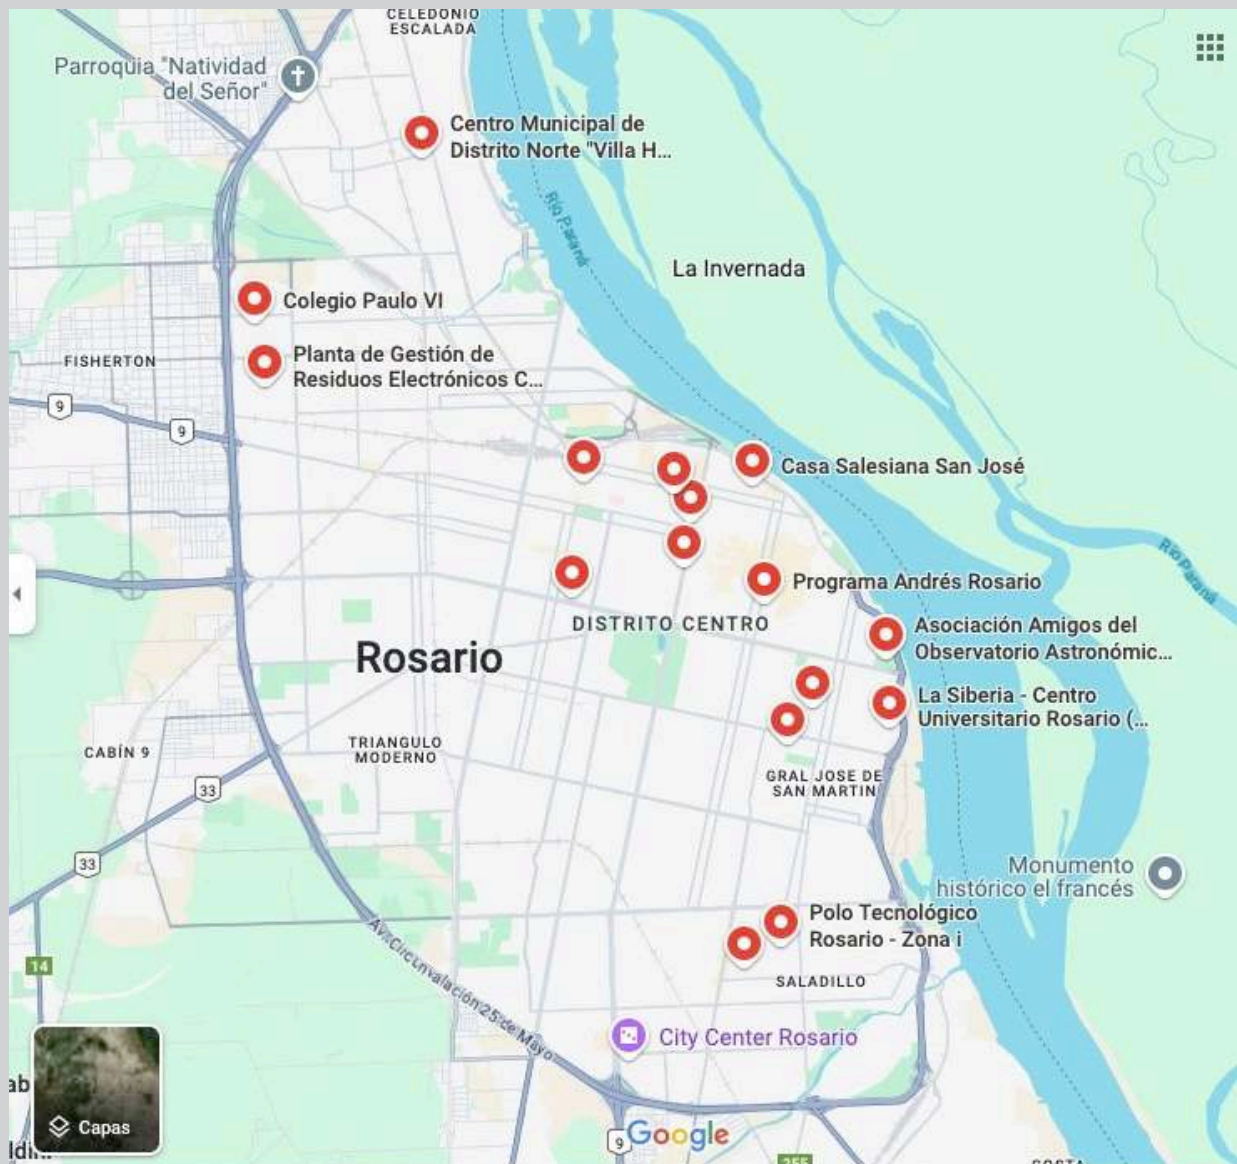 CELEDONIO
ESCALADA
Parroquia "Natividad
del Señor"
Centro Municipal de
Distrito Norte "Villa H...
Río Paraná
La Invernada
Colegio Paulo VI
Planta de Gestión de
Residuos Electrónicos C...
FISHERTON
9
9
Casa Salesiana San José
Río Paraná
Programa Andrés Rosario
DISTRITO CENTRO
Asociación Amigos del
Observatorio Astronómic...
Rosario
La Siberia - Centro
Universitario Rosario (...
CABÍN 9
TRIANGULO
MODERNO
33
GRAL JOSE DE
SAN MARTIN
33
Monumento
histórico el francés
Polo Tecnológico
Rosario - Zona i
Av. Circunvalación 25 de Mayo
14
SALADILLO
City Center Rosario
Capas
9
Google